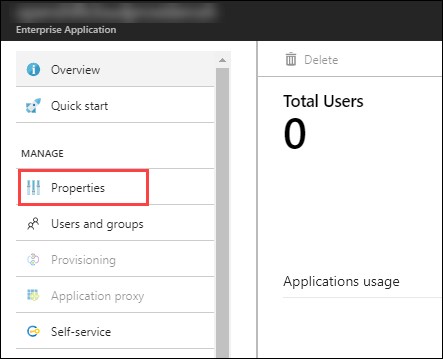 Enterprise Application
Overview
Quick start
MANAGE
Properties
Users and groups
Provisioning
Application proxy
Self-service
Delete
Total Users
0
Applications usage